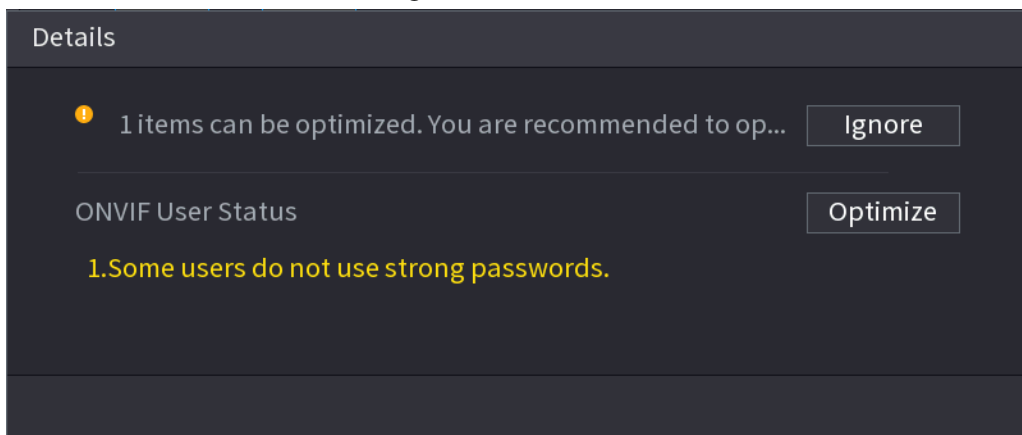 Details
1 items can be optimized. You are recommended to op... Ignore
ONVIF User Status Optimize
1.Some users do not use strong passwords.